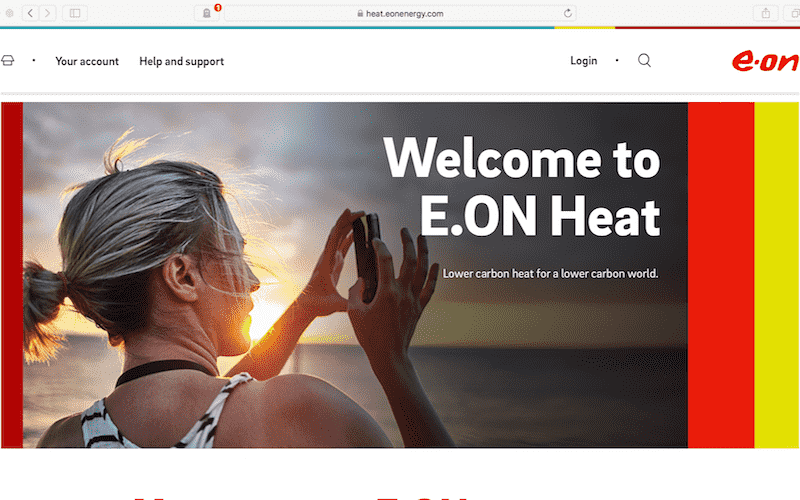 1
heat.eonenergy.com
Your account
Help and support
Login
e·on
Welcome to
E.ON Heat
Lower carbon heat for a lower carbon world.